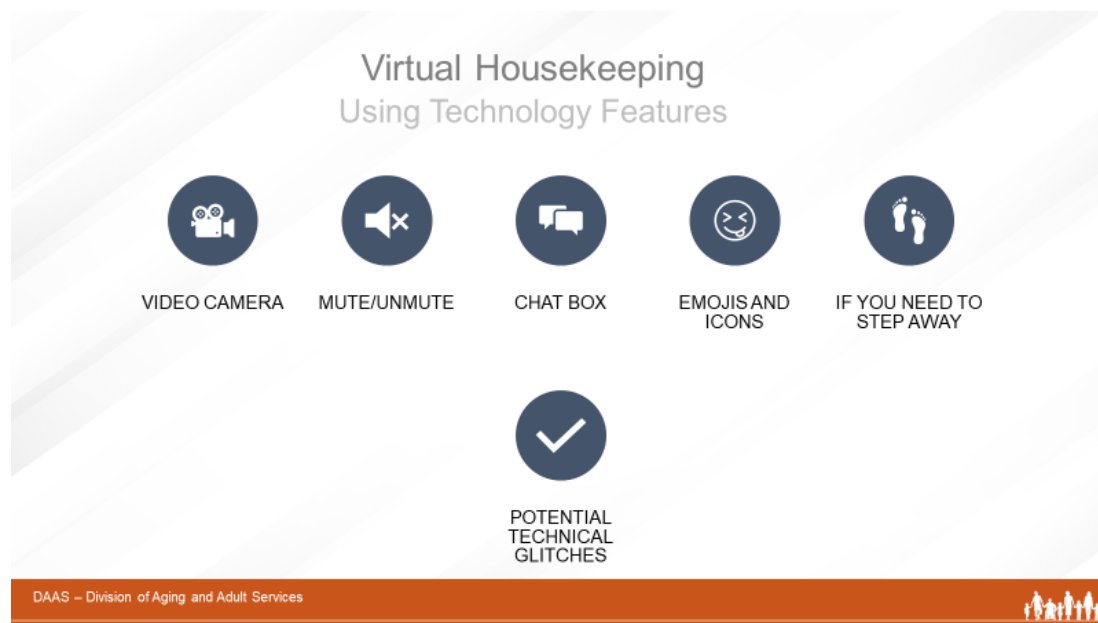 Virtual Housekeeping
Using Technology Features
VIDEO CAMERA
MUTE/UNMUTE
CHAT BOX
EMOJIS AND
ICONS
IF YOU NEED TO
STEP AWAY
POTENTIAL
TECHNICAL
GLITCHES
DAAS – Division of Aging and Adult Services